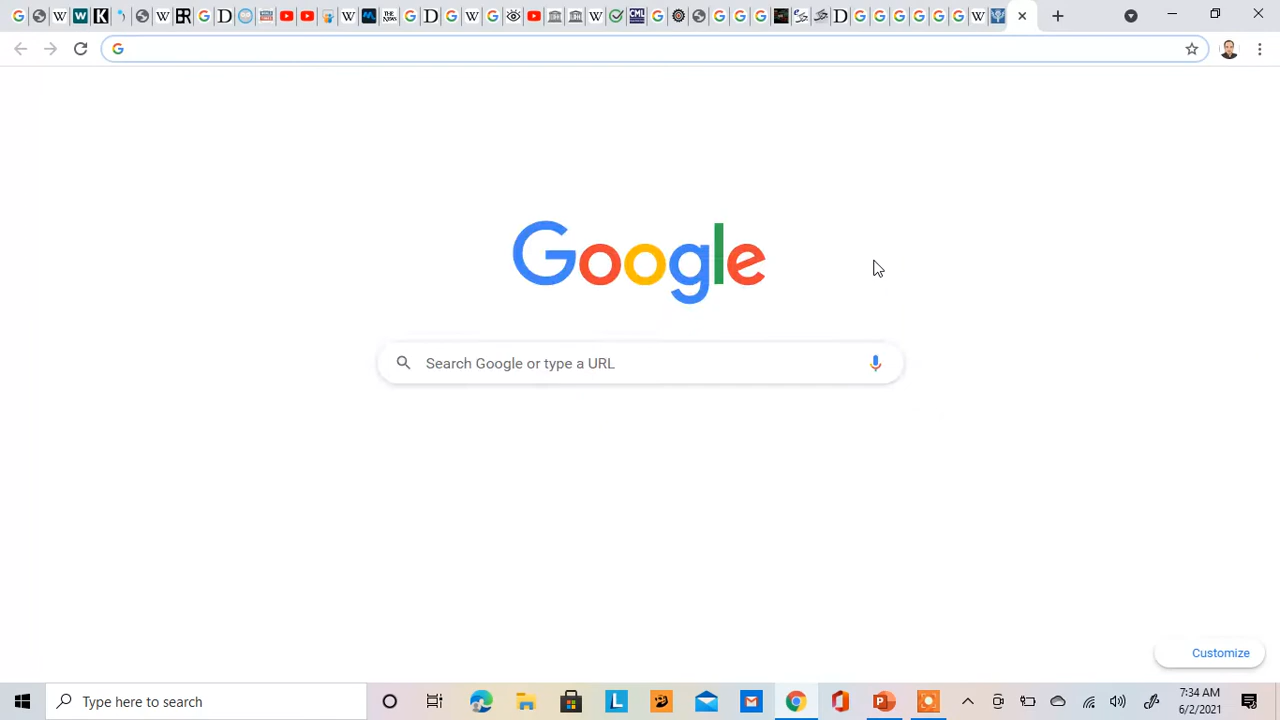 Google
Search Google or type a URL
Customize
Type here to search
7:34 AM
6/2/2021